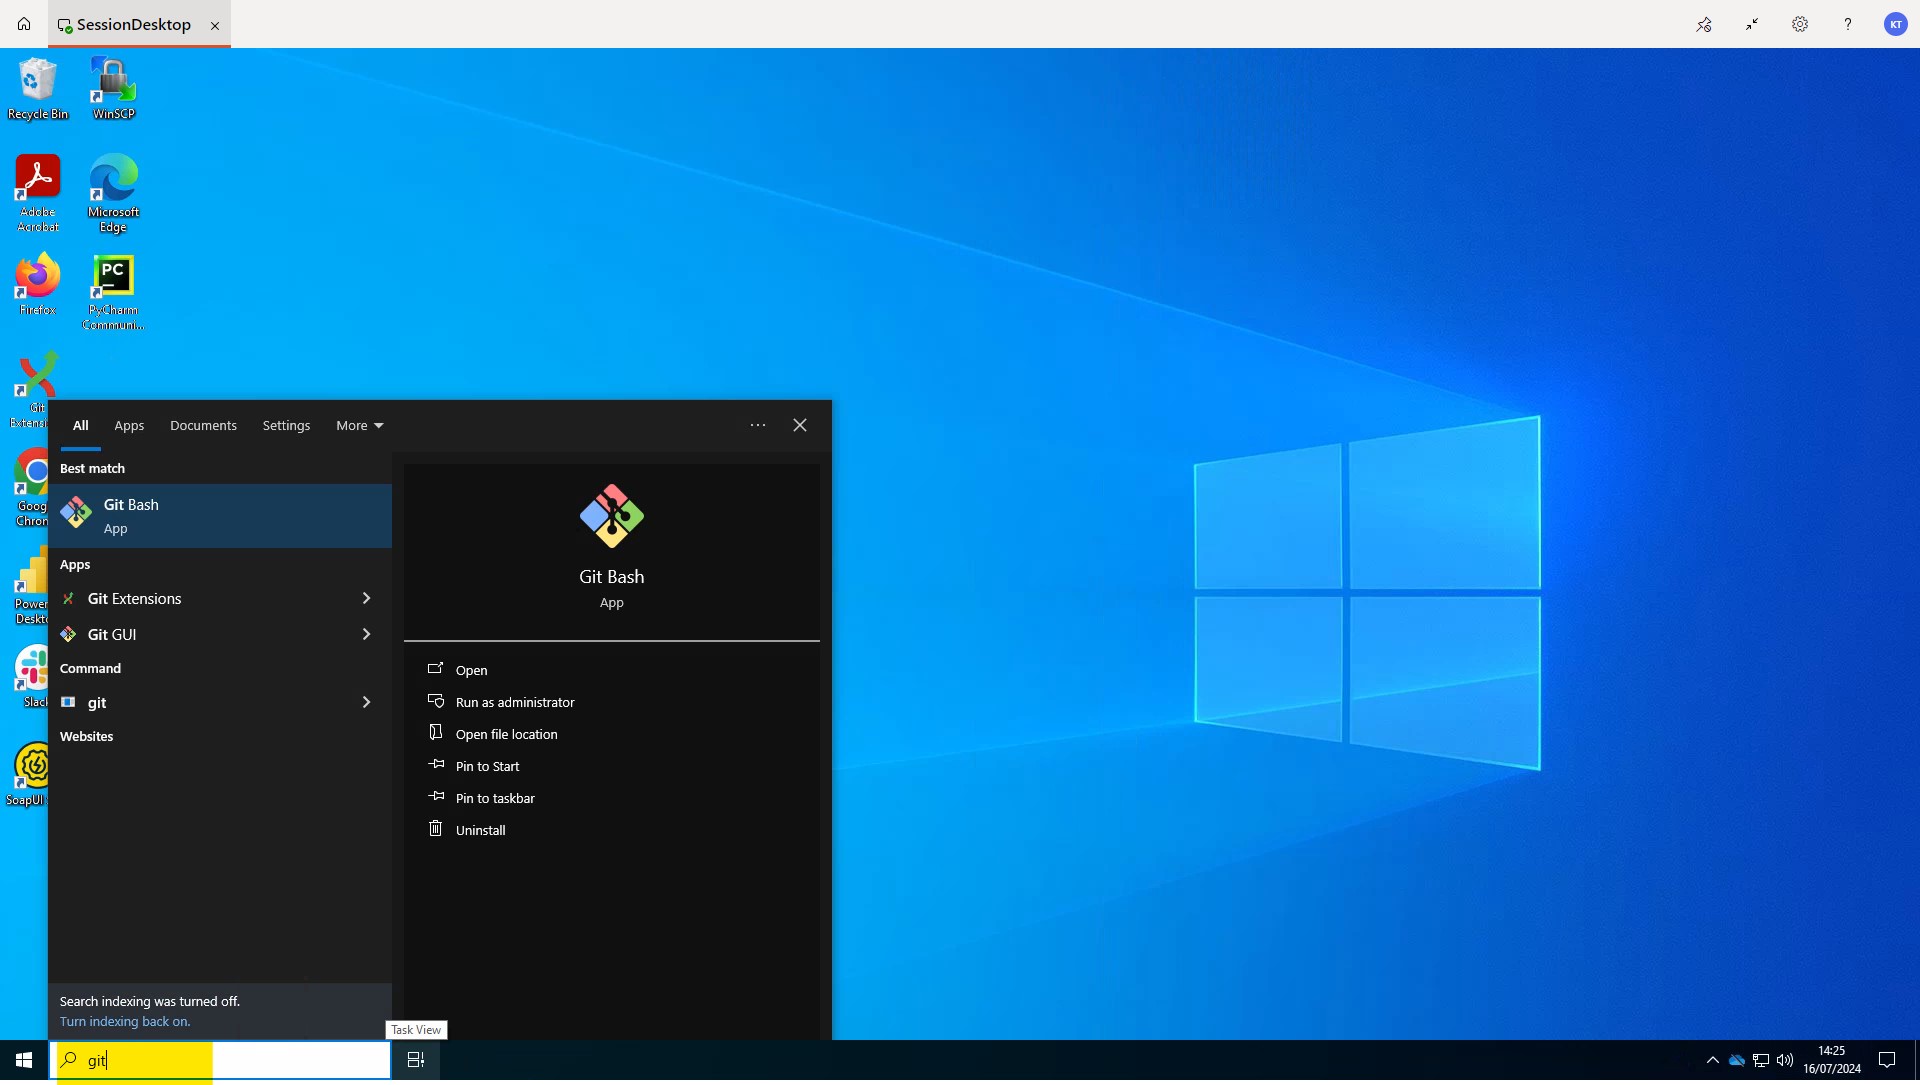 SessionDesktop
?
KT
Recycle Bin
WinSCP
Adobe
Acrobat
Microsoft
Edge
Firefox
PC
PyCharm
Communi...
Git
Extensi
Goog
Chron
Power
Deskto
Slack
SoapUI
All
Apps
Documents
Settings
More
Best match
Git Bash
App
Apps
Git Extensions
Git GUI
Command
git
Websites
Search indexing was turned off.
Turn indexing back on.
Git Bash
App
Open
Run as administrator
Open file location
Pin to Start
Pin to taskbar
Uninstall
Task View
git
14:25
16/07/2024